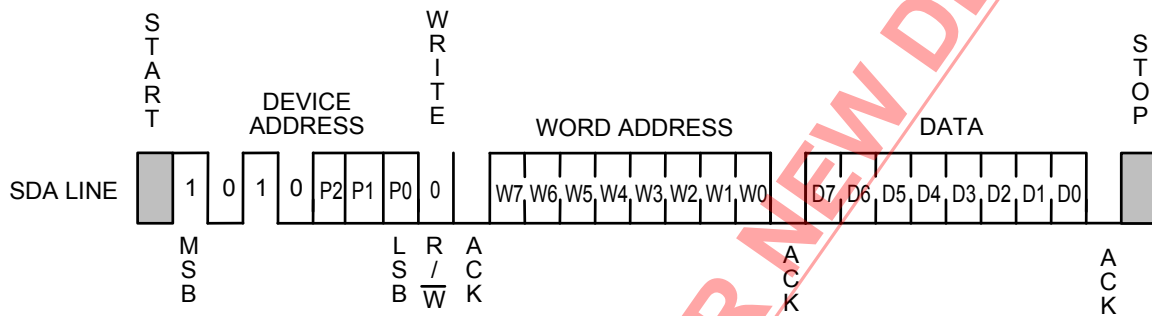 START
DEVICE
ADDRESS
WRITE
WORD ADDRESS
DATA
STOP
SDA LINE
1 0 1 0 P2 P1 P0 0 W7 W6 W5 W4 W3 W2 W1 W0 D7 D6 D5 D4 D3 D2 D1 D0
MSB
LSB
R/W̅
ACK
ACK
ACK
R NEW D